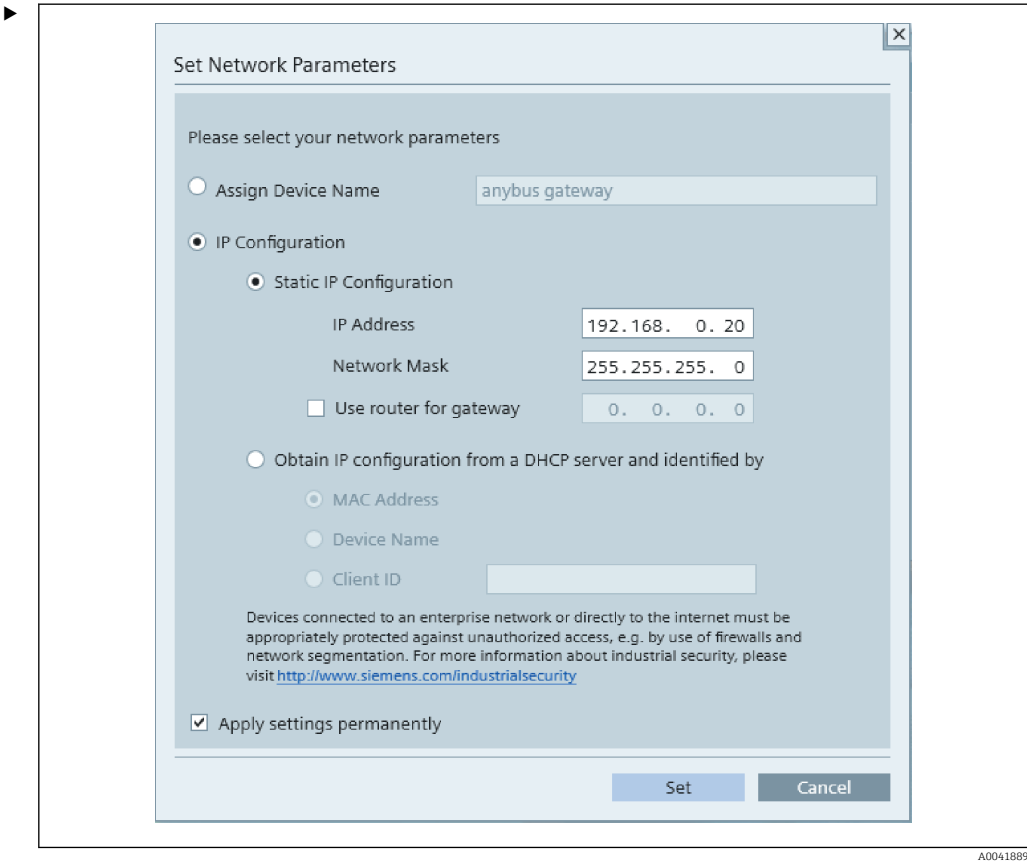 Set Network Parameters
Please select your network parameters
Assign Device Name anybus gateway
IP Configuration
Static IP Configuration
IP Address 192.168. 0. 20
Network Mask 255.255.255. 0
Use router for gateway 0. 0. 0. 0
Obtain IP configuration from a DHCP server and identified by
MAC Address
Device Name
Client ID
Devices connected to an enterprise network or directly to the internet must be
appropriately protected against unauthorized access, e.g. by use of firewalls and
network segmentation. For more information about industrial security, please
visit http://www.siemens.com/industrialsecurity
Apply settings permanently
Set Cancel
A0041889